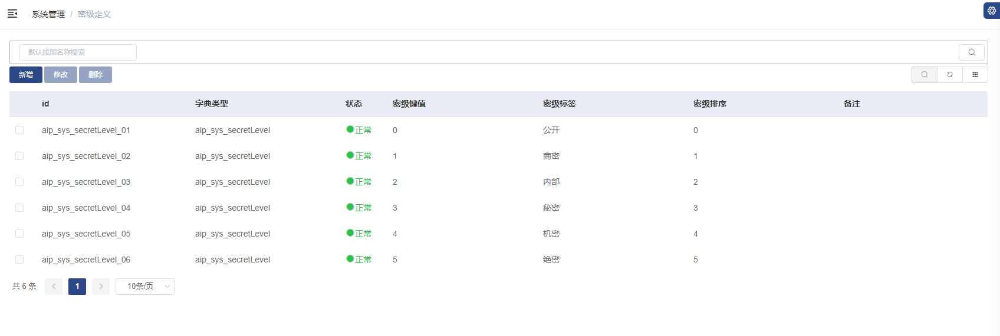 系统管理 / 密级定义
默认按照名称搜索
新增 修改 删除
id 字典类型 状态 密级键值 密级标签 密级排序 备注
aip_sys_secretLevel_01 aip_sys_secretLevel 正常 0 公开 0
aip_sys_secretLevel_02 aip_sys_secretLevel 正常 1 商密 1
aip_sys_secretLevel_03 aip_sys_secretLevel 正常 2 内部 2
aip_sys_secretLevel_04 aip_sys_secretLevel 正常 3 秘密 3
aip_sys_secretLevel_05 aip_sys_secretLevel 正常 4 机密 4
aip_sys_secretLevel_06 aip_sys_secretLevel 正常 5 绝密 5
共 6 条 1 10条/页